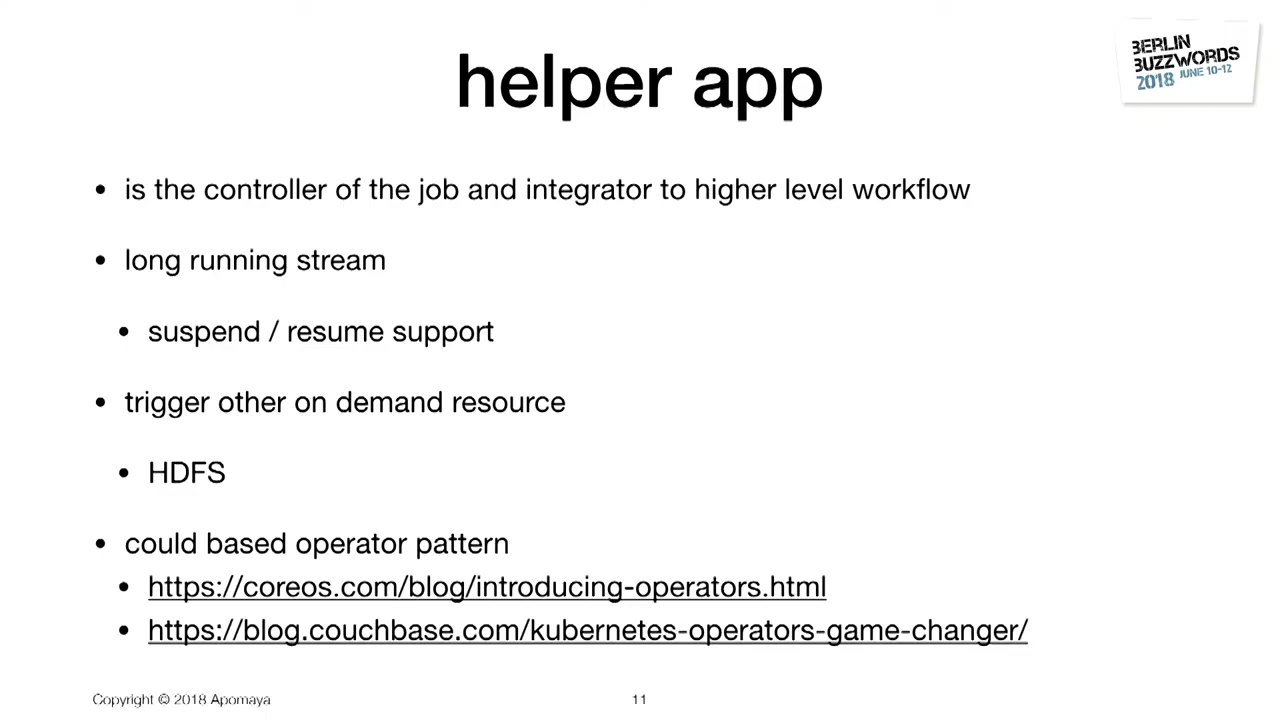 BERLIN
BUZZWORDS
2018 JUNE 10-12
helper app
• is the controller of the job and integrator to higher level workflow
• long running stream
• suspend / resume support
• trigger other on demand resource
• HDFS
• could based operator pattern
• https://coreos.com/blog/introducing-operators.html
• https://blog.couchbase.com/kubernetes-operators-game-changer/
Copyright © 2018 Apomaya
11